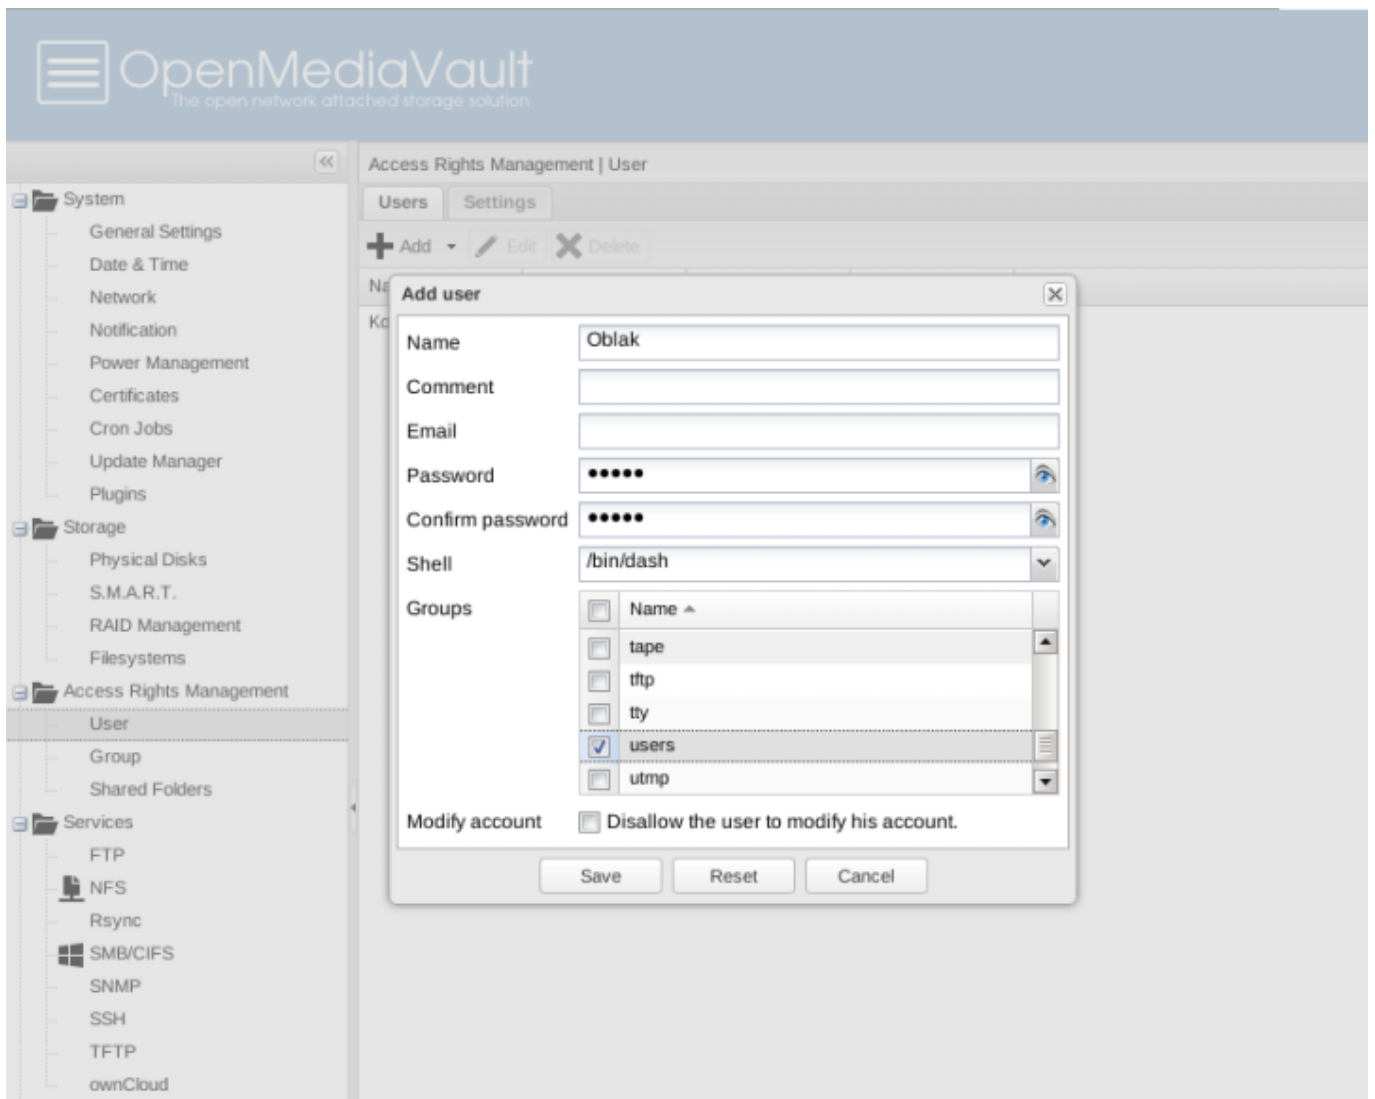 OpenMediaVault
The open network attached storage solution
Access Rights Management | User
Users Settings
Add Edit Delete
System
General Settings
Date & Time
Network
Notification
Power Management
Certificates
Cron Jobs
Update Manager
Plugins
Storage
Physical Disks
S.M.A.R.T.
RAID Management
Filesystems
Access Rights Management
User
Group
Shared Folders
Services
FTP
NFS
Rsync
SMB/CIFS
SNMP
SSH
TFTP
ownCloud
Na
Ko
Add user
Name Oblak
Comment
Email
Password •••••
Confirm password •••••
Shell /bin/dash
Groups Name
tape
tftp
tty
users
utmp
Modify account Disallow the user to modify his account.
Save Reset Cancel